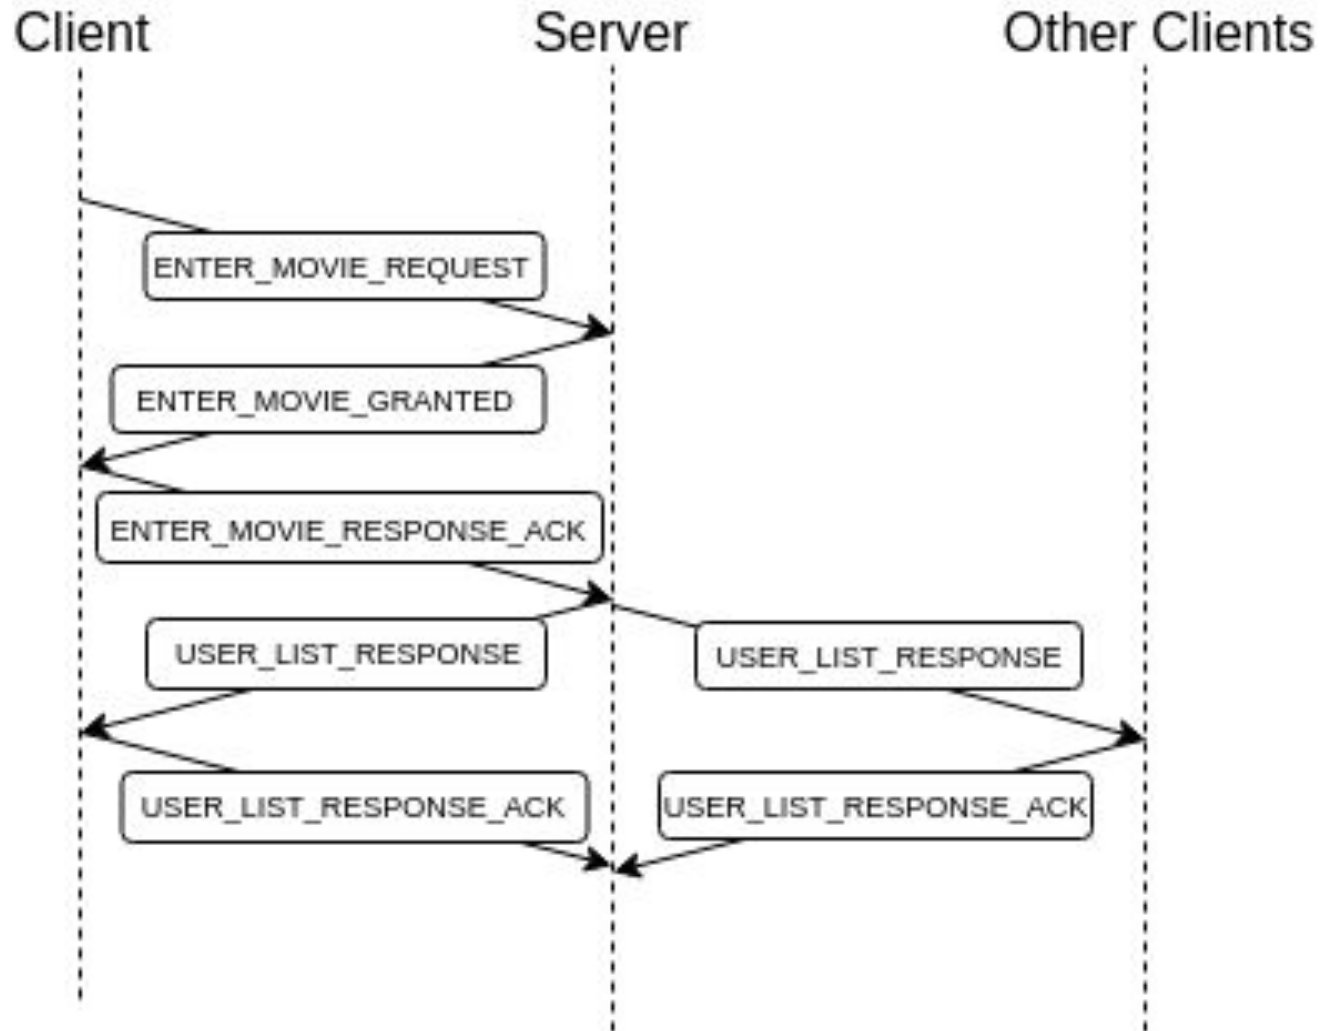 Client
Server
Other Clients
ENTER_MOVIE_REQUEST
ENTER_MOVIE_GRANTED
ENTER_MOVIE_RESPONSE_ACK
USER_LIST_RESPONSE
USER_LIST_RESPONSE
USER_LIST_RESPONSE_ACK
USER_LIST_RESPONSE_ACK